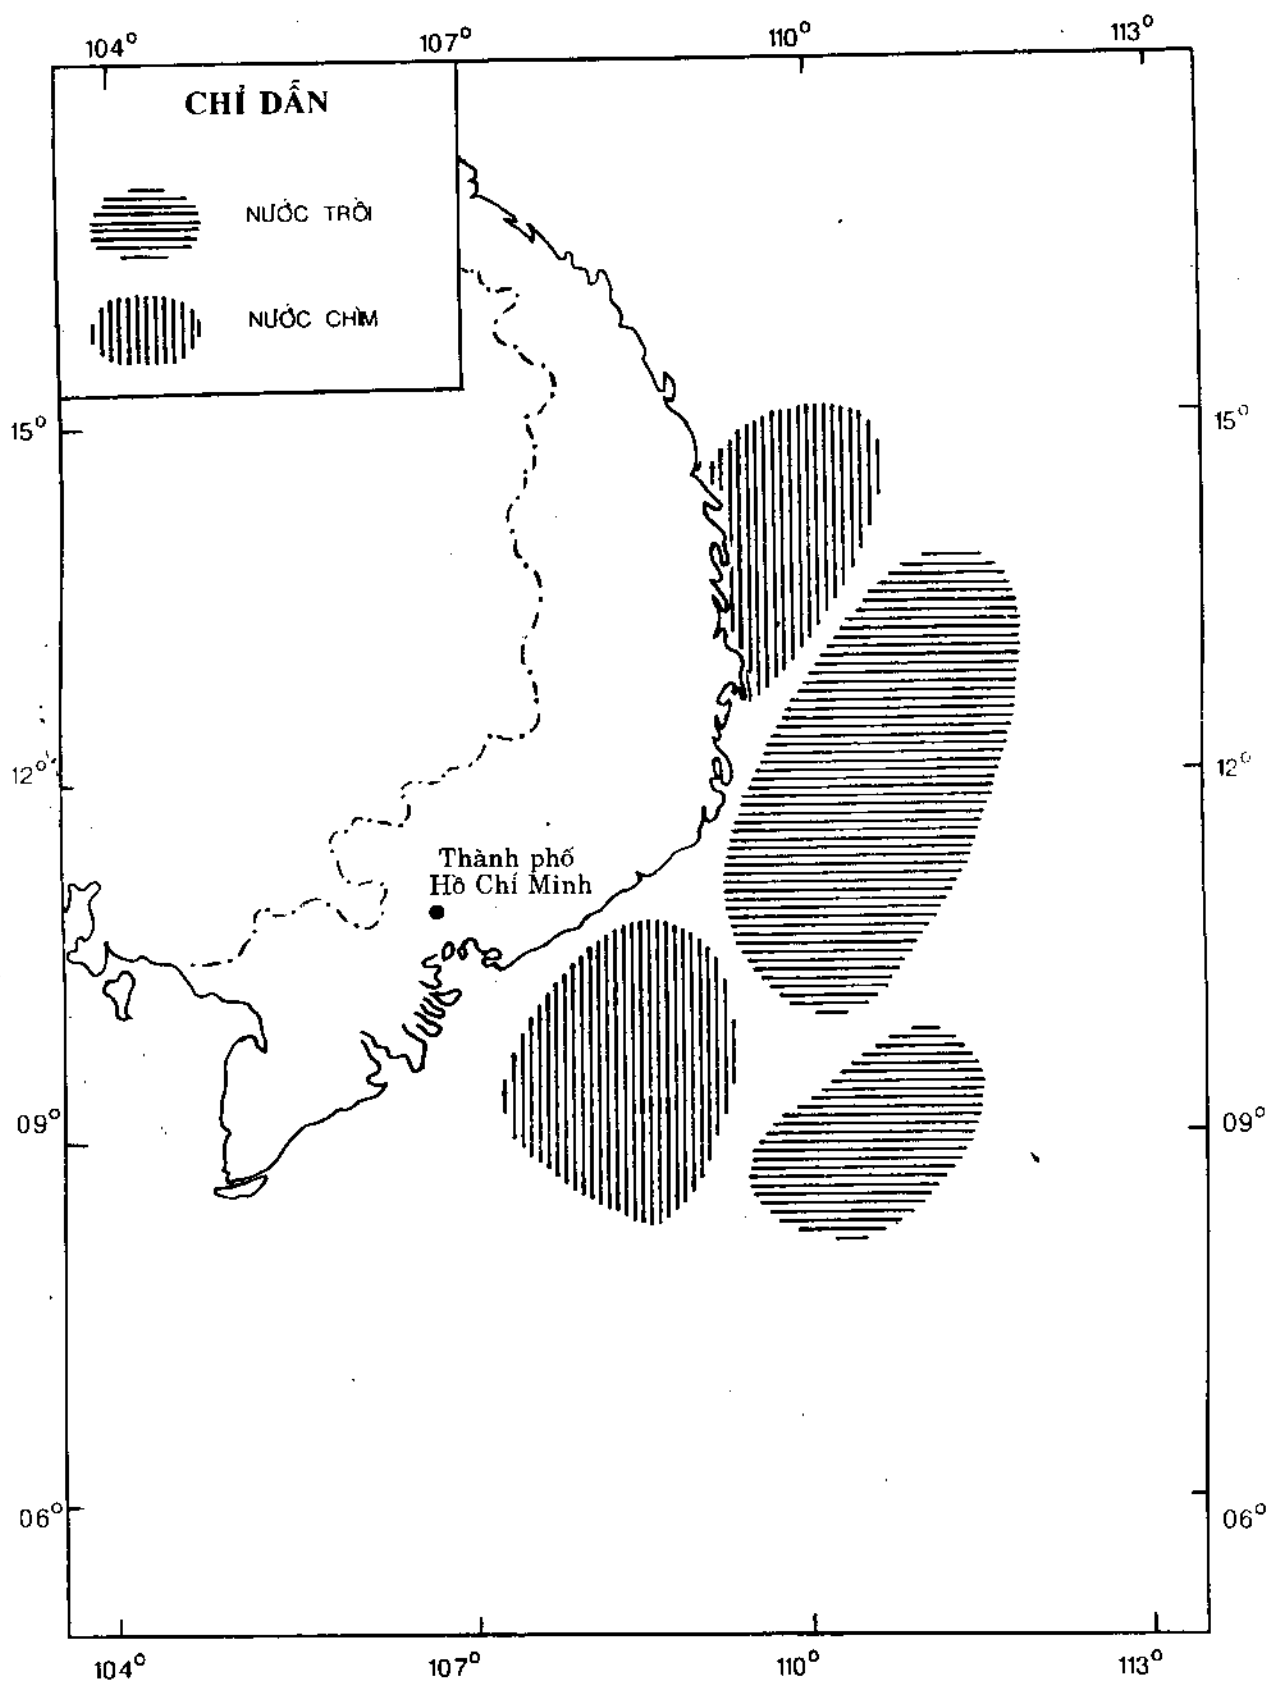 104° 107° 110° 113°
CHỈ DẪN
NƯỚC TRỒI
NƯỚC CHÌM
15° 15°
12° 12°
Thành phố
Hồ Chí Minh
09° 09°
06° 06°
104° 107° 110° 113°